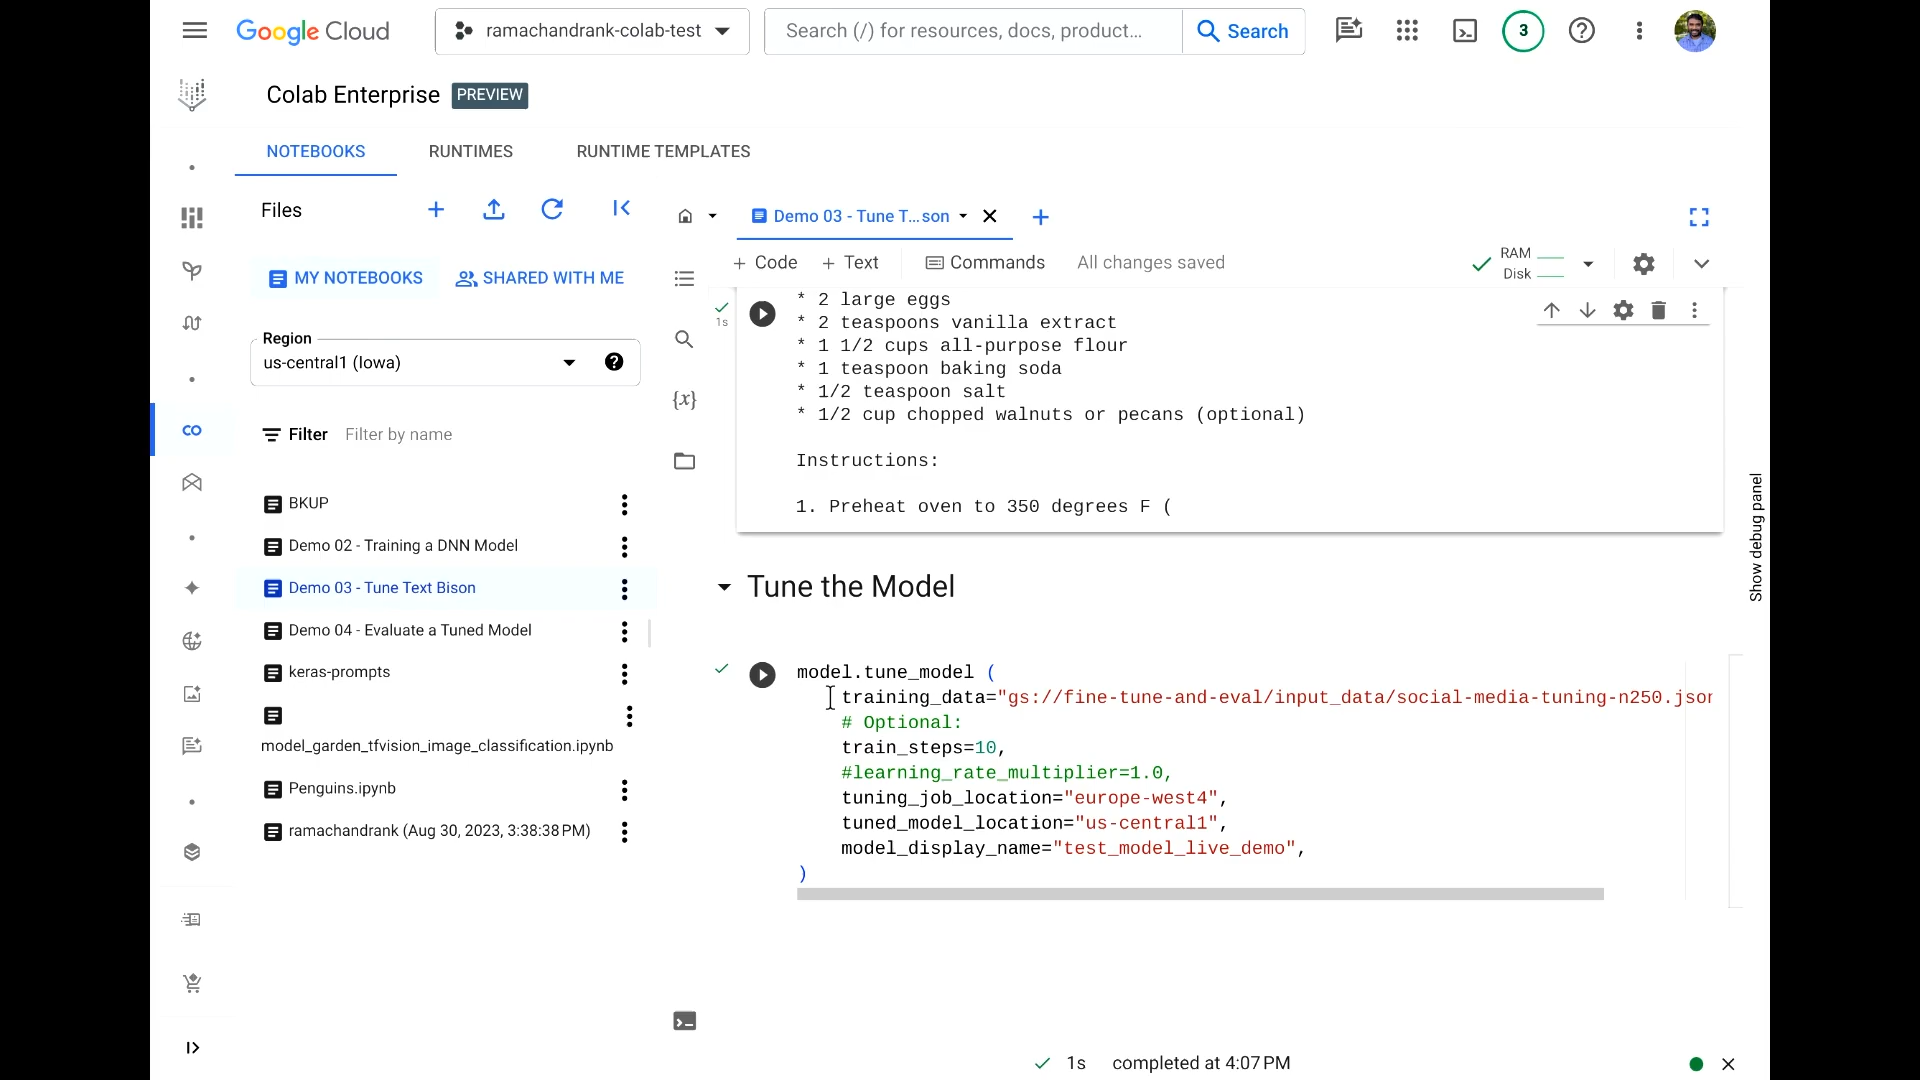 Google Cloud
ramachandrank-colab-test
Search (/) for resources, docs, product...
Search
3
Colab Enterprise
PREVIEW
NOTEBOOKS
RUNTIMES
RUNTIME TEMPLATES
Files
MY NOTEBOOKS
SHARED WITH ME
Region
us-central1 (Iowa)
Filter
Filter by name
BKUP
Demo 02 - Training a DNN Model
Demo 03 - Tune Text Bison
Demo 04 - Evaluate a Tuned Model
keras-prompts
model_garden_tfvision_image_classification.ipynb
Penguins.ipynb
ramachandrank (Aug 30, 2023, 3:38:38 PM)
Demo 03 - Tune T...son
+ Code
+ Text
Commands
All changes saved
RAM
Disk
1s
{x}
* 2 large eggs
* 2 teaspoons vanilla extract
* 1 1/2 cups all-purpose flour
* 1 teaspoon baking soda
* 1/2 teaspoon salt
* 1/2 cup chopped walnuts or pecans (optional)
Instructions:
1. Preheat oven to 350 degrees F (
Tune the Model
model.tune_model (
training_data="gs://fine-tune-and-eval/input_data/social-media-tuning-n250.json
# Optional:
train_steps=10,
#learning_rate_multiplier=1.0,
tuning_job_location="europe-west4",
tuned_model_location="us-central1",
model_display_name="test_model_live_demo",
)
Show debug panel
1s
completed at 4:07 PM